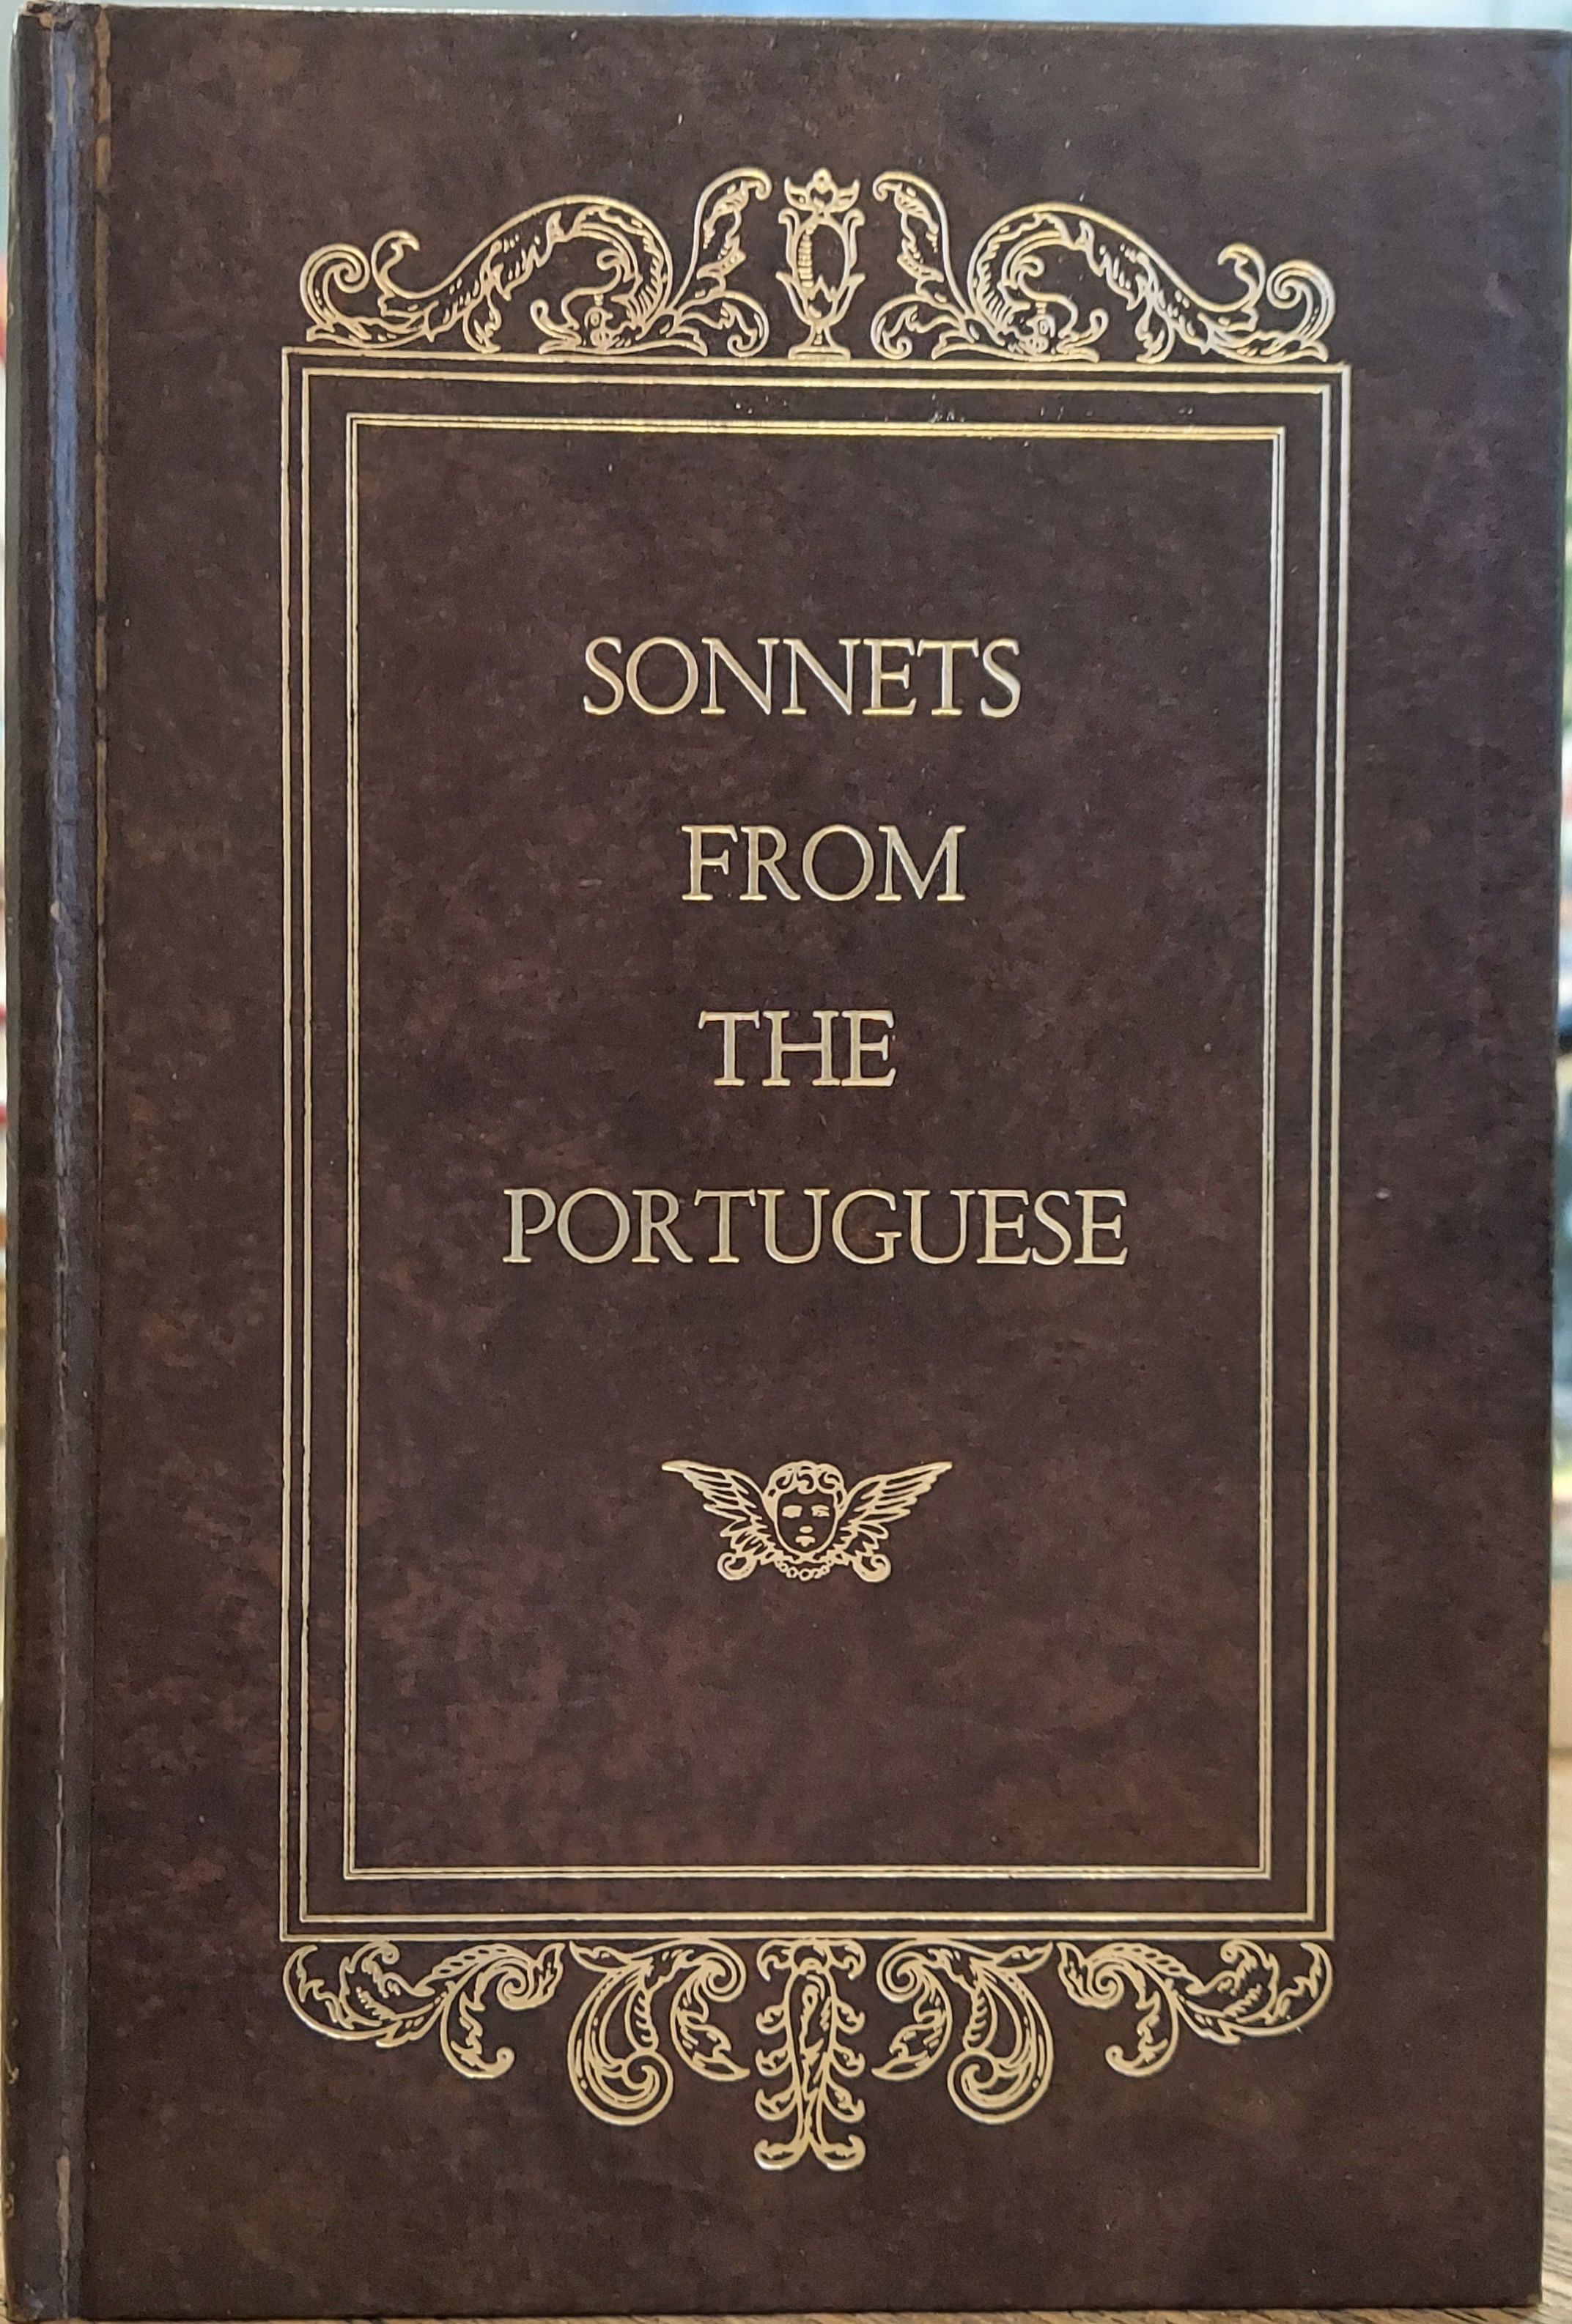 SONNETS
FROM
THE
PORTUGUESE